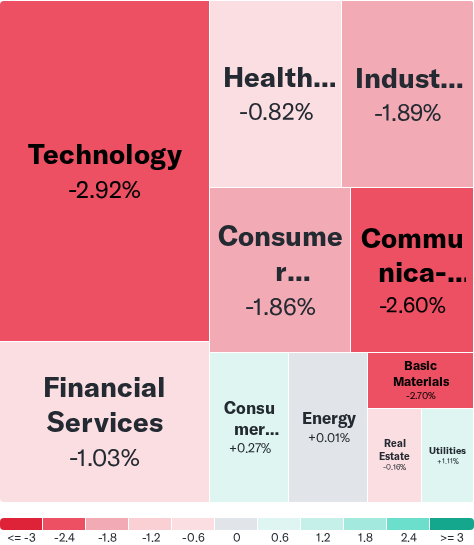 Technology
-2.92%
Health...
-0.82%
Indust...
-1.89%
Consume
r...
-1.86%
Commu
nica-...
-2.60%
Financial
Services
-1.03%
Consu
mer...
+0.27%
Energy
+0.01%
Basic
Materials
-2.70%
Real
Estate
-0.16%
Utilities
+1.11%
<= -3 -2.4 -1.8 -1.2 -0.6 0 0.6 1.2 1.8 2.4 >= 3